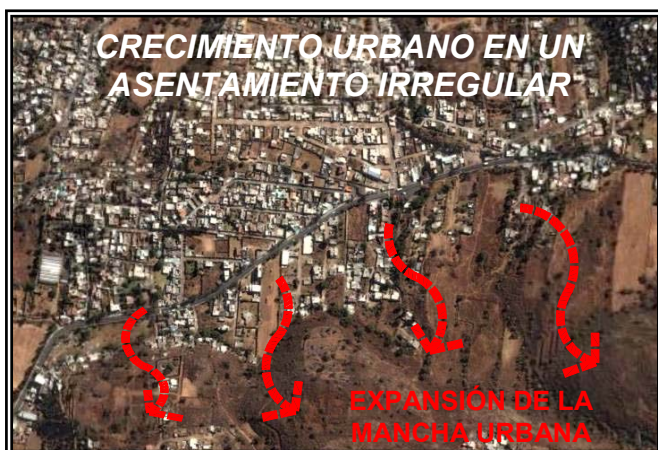 CRECIMIENTO URBANO EN UN
ASENTAMIENTO IRREGULAR
EXPANSIÓN DE LA
MANCHA URBANA